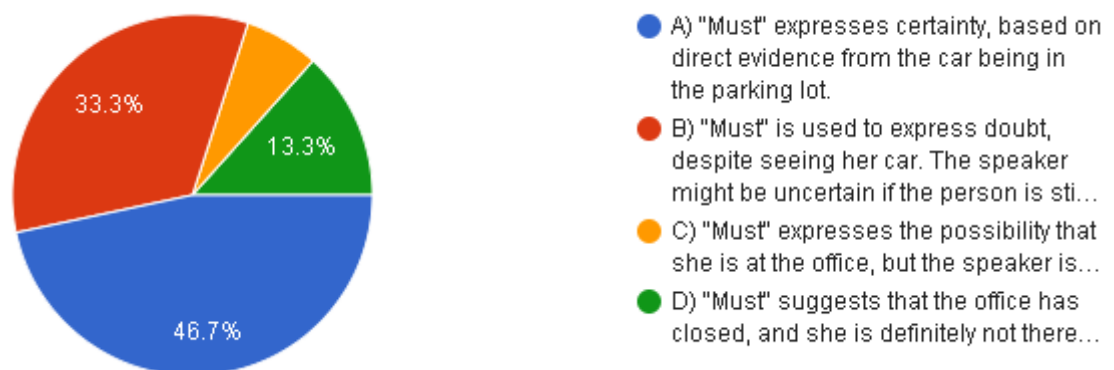 33.3%
13.3%
46.7%
A) "Must" expresses certainty, based on
direct evidence from the car being in
the parking lot.
B) "Must" is used to express doubt,
despite seeing her car. The speaker
might be uncertain if the person is sti...
C) "Must" expresses the possibility that
she is at the office, but the speaker is...
D) "Must" suggests that the office has
closed, and she is definitely not there...